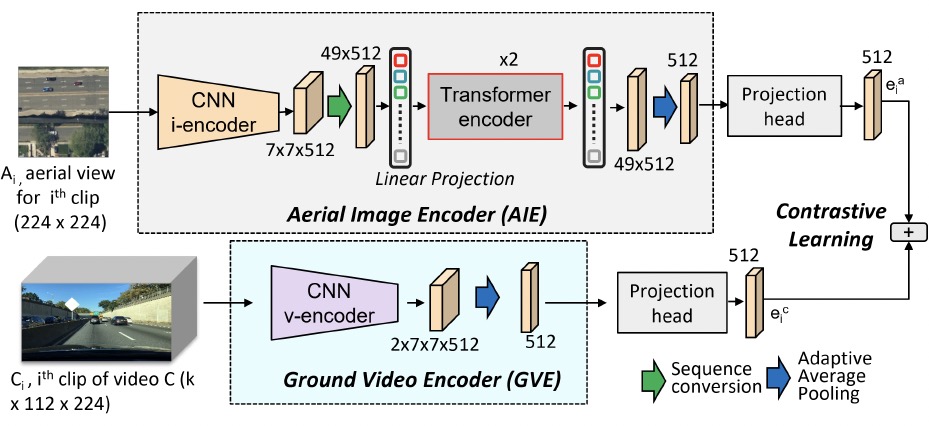 49x512
x2
512
512
CNN
i-encoder
Transformer
encoder
Projection
head
e_i^a
7x7x512
49x512
A_i, aerial view
for i^th clip
(224 x 224)
Linear Projection
Aerial Image Encoder (AIE)
Contrastive
Learning
+
512
CNN
v-encoder
Projection
head
e_i^c
2x7x7x512
512
C_i, i^th clip of video C (k
x 112 x 224)
Ground Video Encoder (GVE)
Sequence
conversion
Adaptive
Average
Pooling